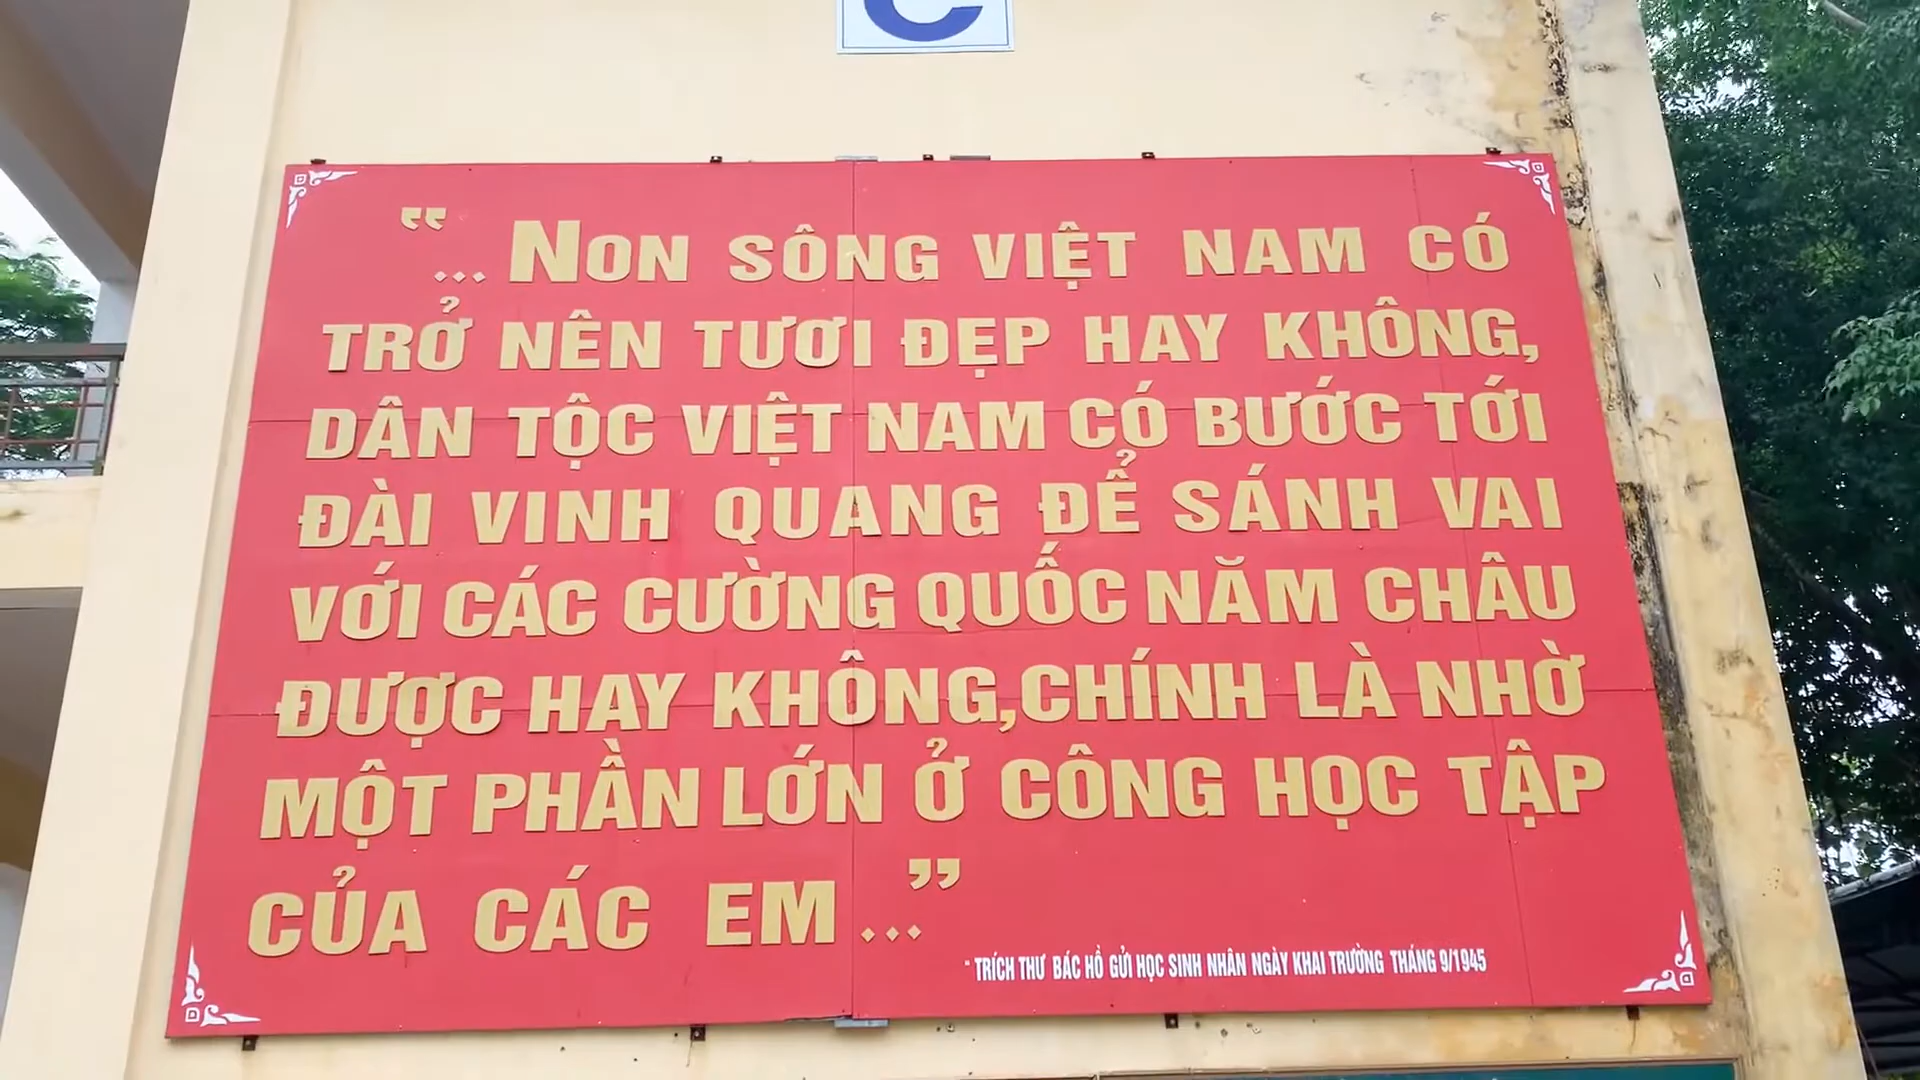 C
“... NON SÔNG VIỆT NAM CÓ
TRỞ NÊN TƯƠI ĐẸP HAY KHÔNG,
DÂN TỘC VIỆT NAM CÓ BƯỚC TỚI
ĐÀI VINH QUANG ĐỂ SÁNH VAI
VỚI CÁC CƯỜNG QUỐC NĂM CHÂU
ĐƯỢC HAY KHÔNG,CHÍNH LÀ NHỜ
MỘT PHẦN LỚN Ở CÔNG HỌC TẬP
CỦA CÁC EM ...”
" TRÍCH THƯ BÁC HỒ GỬI HỌC SINH NHÂN NGÀY KHAI TRƯỜNG THÁNG 9/1945